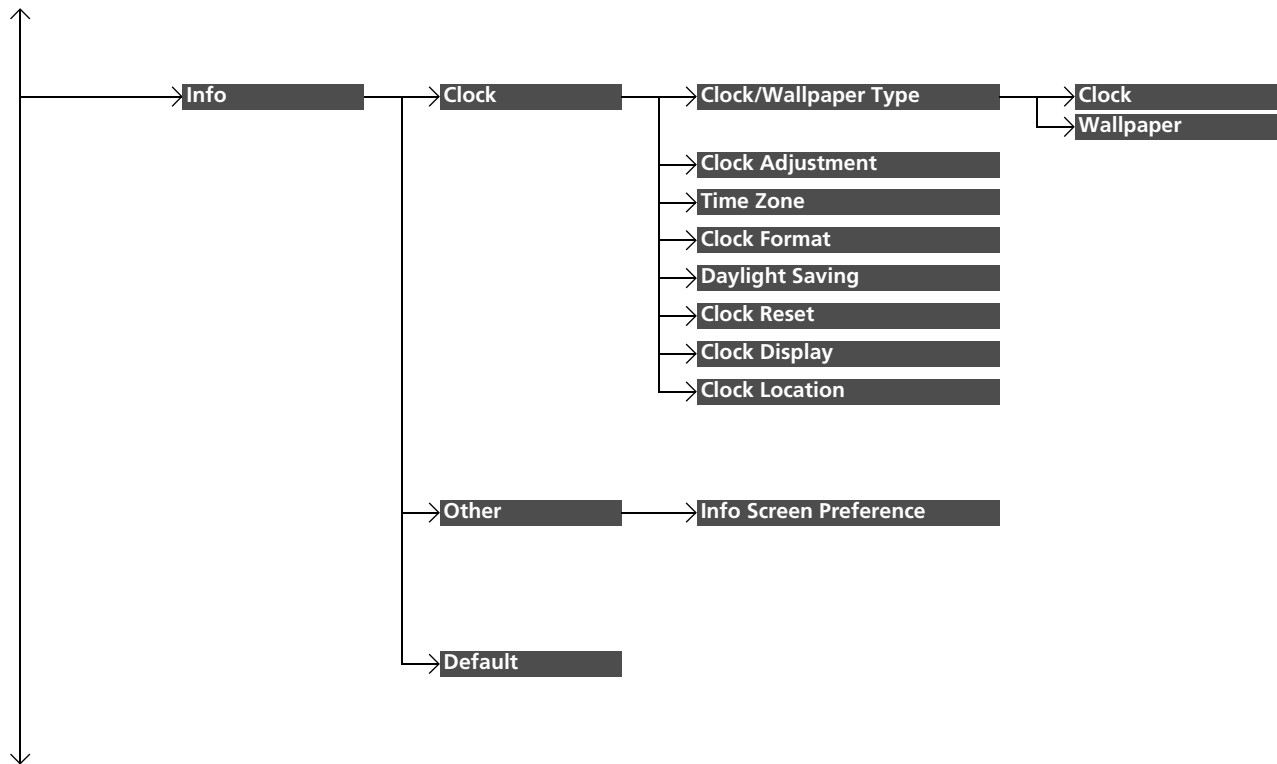 Info
Clock
Clock/Wallpaper Type
Clock
Wallpaper
Clock Adjustment
Time Zone
Clock Format
Daylight Saving
Clock Reset
Clock Display
Clock Location
Other
Info Screen Preference
Default